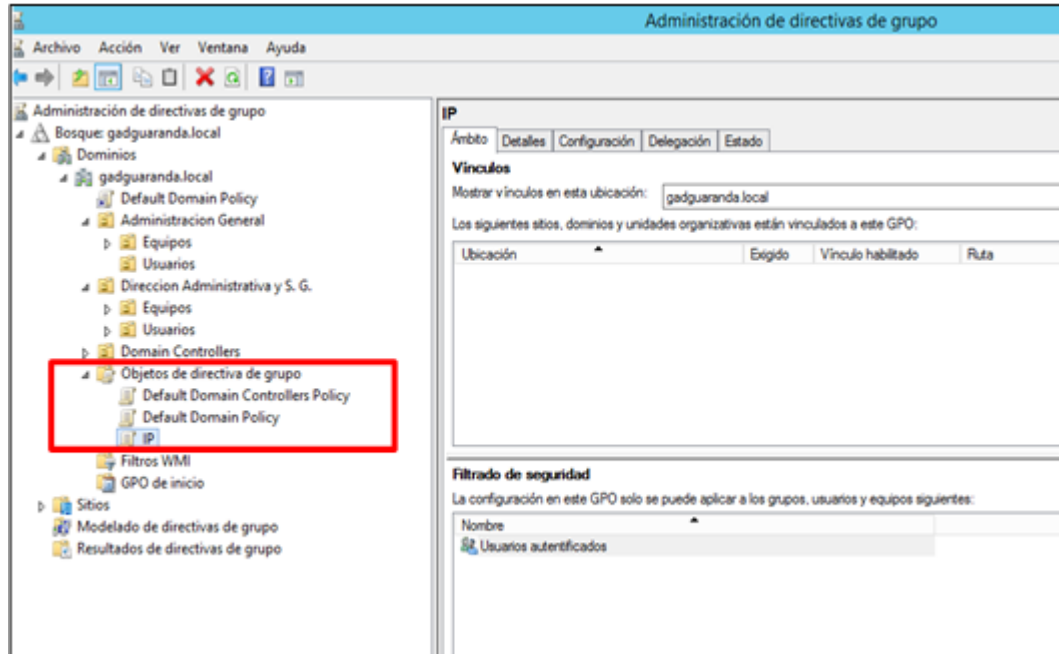 Administración de directivas de grupo
Archivo Acción Ver Ventana Ayuda
Administración de directivas de grupo
Bosque: gadguaranda.local
Dominios
gadguaranda.local
Default Domain Policy
Administracion General
Equipos
Usuarios
Direccion Administrativa y S. G.
Equipos
Usuarios
Domain Controllers
Objetos de directiva de grupo
Default Domain Controllers Policy
Default Domain Policy
IP
Filtros WMI
GPO de inicio
Sitios
Modelado de directivas de grupo
Resultados de directivas de grupo
IP
Ámbito Detalles Configuración Delegación Estado
Vínculos
Mostrar vínculos en esta ubicación: gadguaranda.local
Los siguientes sitios, dominios y unidades organizativas están vinculados a este GPO:
Ubicación Exigido Vínculo habilitado Ruta
Filtrado de seguridad
La configuración en este GPO solo se puede aplicar a los grupos, usuarios y equipos siguientes:
Nombre
Usuarios autentificados